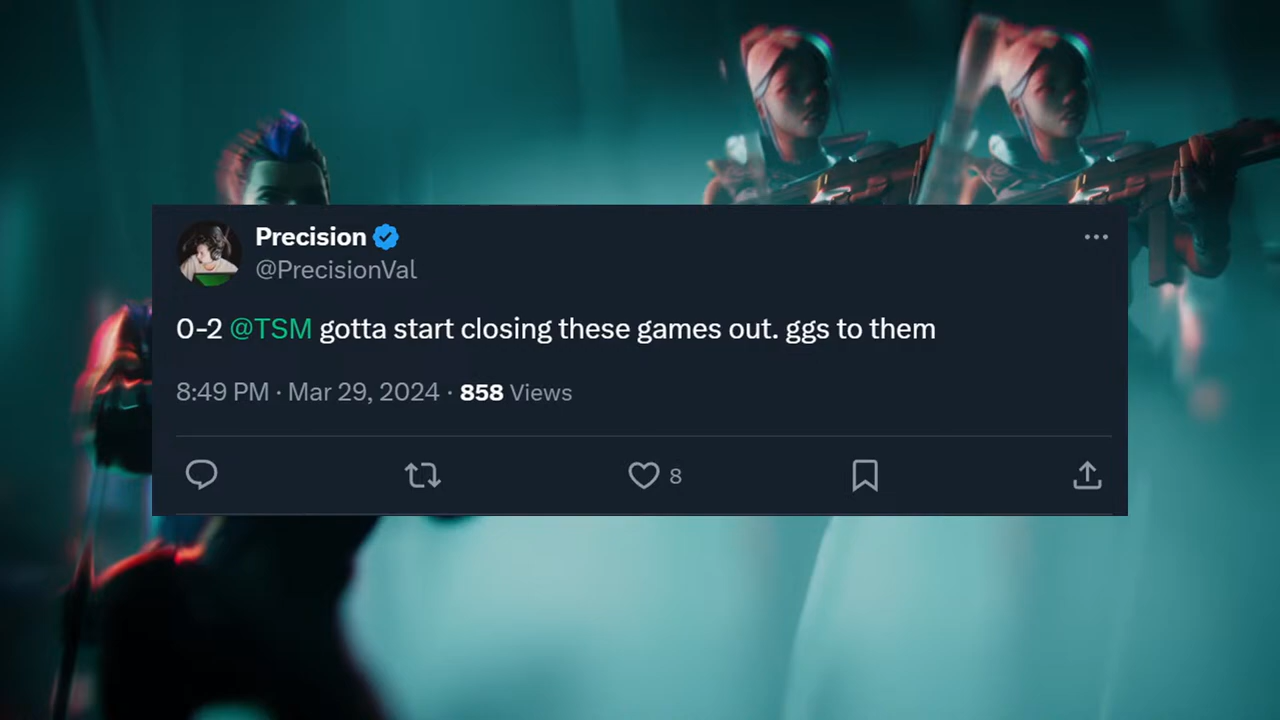 Precision
@PrecisionVal
0-2 @TSM gotta start closing these games out. ggs to them
8:49 PM · Mar 29, 2024 · 858 Views
8